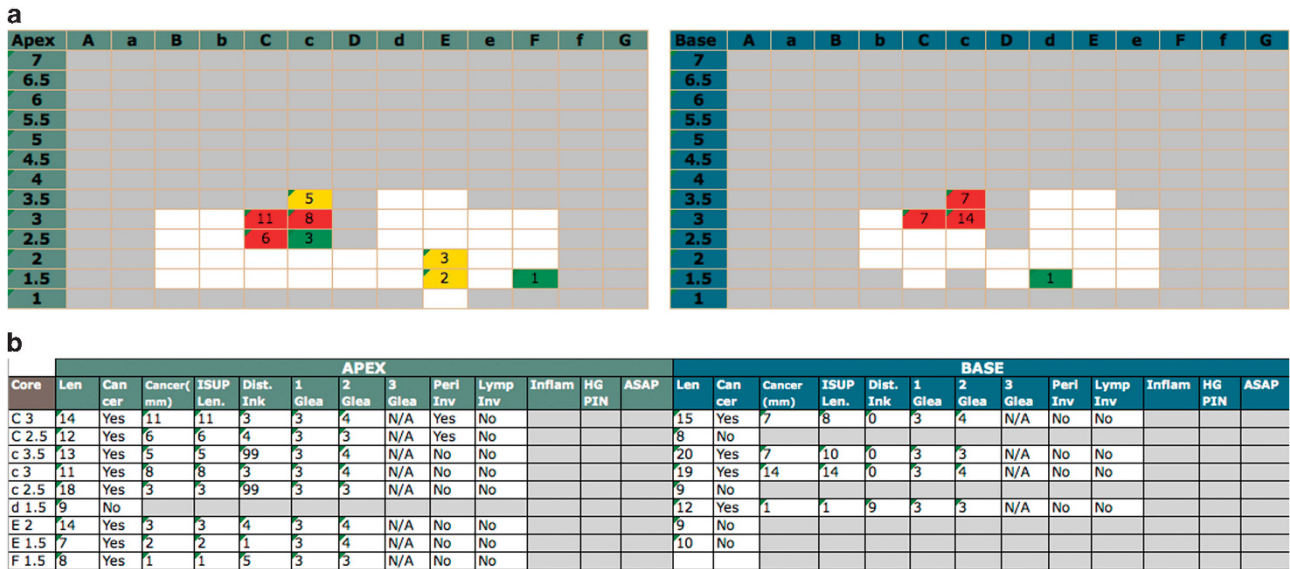 a
Apex A a B b C c D d E e F f G
7
6.5
6
5.5
5
4.5
4
3.5 5
3 11 8
2.5 6 3
2 3
1.5 2 1
1
Base A a B b C c D d E e F f G
7
6.5
6
5.5
5
4.5
4
3.5 7
3 7 14
2.5
2
1.5 1
1
b
APEX BASE
Core Len Can cer Cancer( mm) ISUP Len. Dist. Ink 1 Glea 2 Glea 3 Glea Peri Inv Lymp Inv Inflam HG PIN ASAP Len Can cer Cancer (mm) ISUP Len. Dist. Ink 1 Glea 2 Glea 3 Glea Peri Inv Lymp Inv Inflam HG PIN ASAP
C 3 14 Yes 11 11 3 3 4 N/A Yes No 15 Yes 7 8 0 3 4 N/A No No
C 2.5 12 Yes 6 6 4 3 3 N/A Yes No 8 No
c 3.5 13 Yes 5 5 99 3 4 N/A No No 20 Yes 7 10 0 3 3 N/A No No
c 3 11 Yes 8 8 3 3 4 N/A No No 19 Yes 14 14 0 3 4 N/A No No
c 2.5 18 Yes 3 3 99 3 3 N/A No No 9 No
d 1.5 9 No 12 Yes 1 1 9 3 3 N/A No No
E 2 14 Yes 3 3 4 3 4 N/A No No 9 No
E 1.5 7 Yes 2 2 1 3 4 N/A No No 10 No
F 1.5 8 Yes 1 1 5 3 3 N/A No No